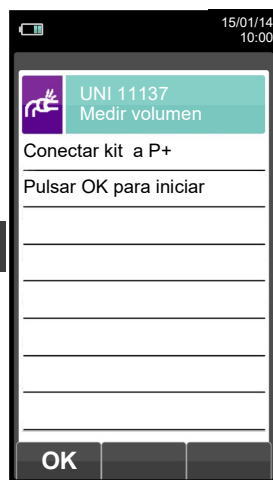 15/01/14
10:00
UNI 11137
Medir volumen
Conectar kit a P+
Pulsar OK para iniciar
OK